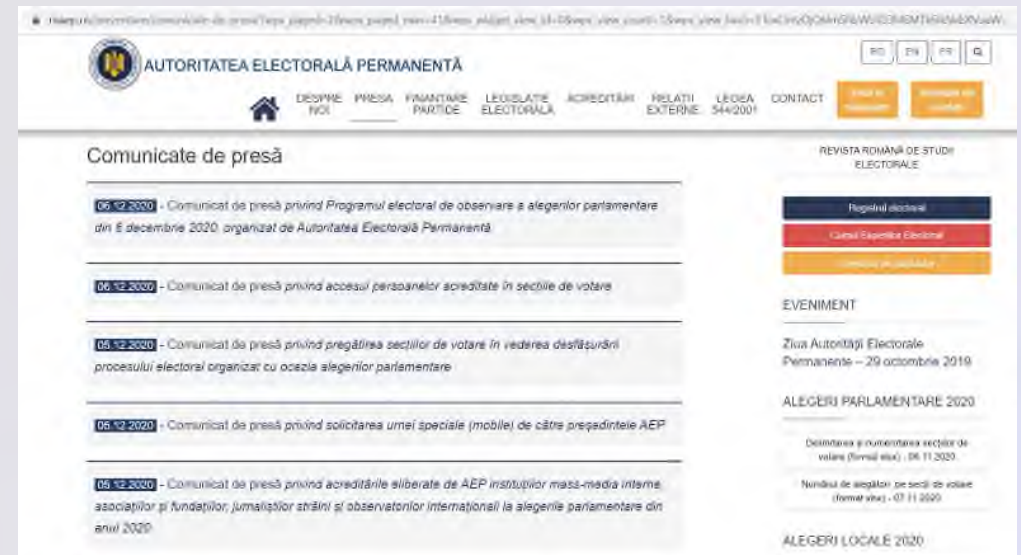 AUTORITATEA ELECTORALĂ PERMANENTĂ
RO EN FR
DESPRE NOI
PRESA
FINANȚARE PARTIDE
LEGISLAȚIE ELECTORALĂ
ACREDITĂRI
RELAȚII EXTERNE
LEGEA 544/2001
CONTACT
Comunicate de presă
06.12.2020 - Comunicat de presă privind Programul electoral de observare a alegerilor parlamentare
din 6 decembrie 2020, organizat de Autoritatea Electorală Permanentă
06.12.2020 - Comunicat de presă privind accesul persoanelor acreditate în secțiile de votare
05.12.2020 - Comunicat de presă privind pregătirea secțiilor de votare în vederea desfășurării
procesului electoral organizat cu ocazia alegerilor parlamentare
05.12.2020 - Comunicat de presă privind solicitarea urnei speciale (mobile) de către președintele AEP
05.12.2020 - Comunicat de presă privind acreditările eliberate de AEP instituțiilor mass-media interne,
asociațiilor și fundațiilor, jurnaliștilor străini și observatorilor internaționali la alegerile parlamentare din
anul 2020
REVISTA ROMÂNĂ DE STUDII
ELECTORALE
Registrul electoral
Corpul Experților Electorali
EVENIMENT
Ziua Autorității Electorale
Permanente – 29 octombrie 2019
ALEGERI PARLAMENTARE 2020
Delimitarea și numerotarea secțiilor de
votare (format xlsx) - 06.11.2020
Numărul de alegători pe secții de votare
(format xlsx) - 07.11.2020
ALEGERI LOCALE 2020